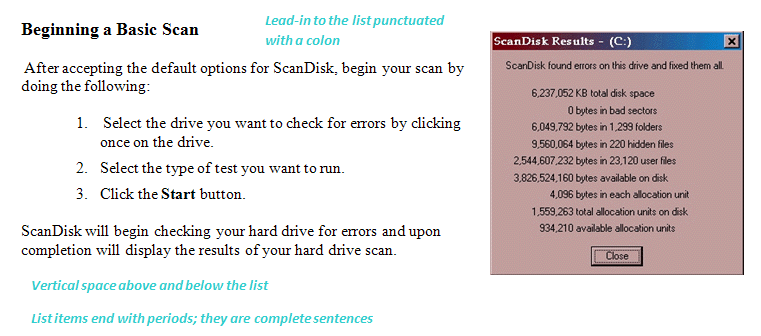 Beginning a Basic Scan
Lead-in to the list punctuated
with a colon
After accepting the default options for ScanDisk, begin your scan by
doing the following:
1. Select the drive you want to check for errors by clicking
once on the drive.
2. Select the type of test you want to run.
3. Click the Start button.
ScanDisk will begin checking your hard drive for errors and upon
completion will display the results of your hard drive scan.
Vertical space above and below the list
List items end with periods; they are complete sentences
ScanDisk Results - (C:)
ScanDisk found errors on this drive and fixed them all.
6,237,052 KB total disk space
0 bytes in bad sectors
6,049,792 bytes in 1,299 folders
9,560,064 bytes in 220 hidden files
2,544,607,232 bytes in 23,120 user files
3,826,524,160 bytes available on disk
4,096 bytes in each allocation unit
1,559,263 total allocation units on disk
934,210 available allocation units
Close